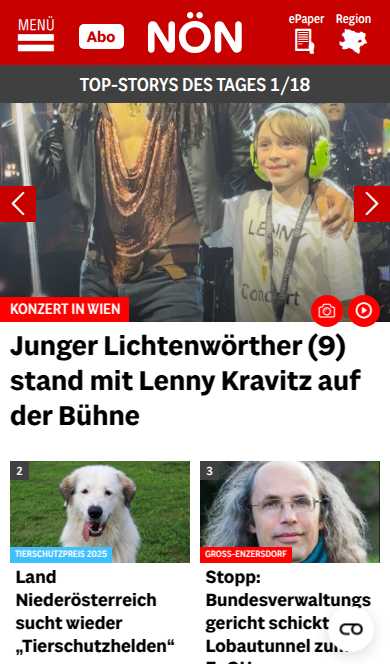 MENÜ
Abo
NÖN
ePaper
Region
TOP-STORYS DES TAGES 1/18
LENNY
KONZERT IN WIEN
Junger Lichtenwörther (9)
stand mit Lenny Kravitz auf
der Bühne
2
TIERSCHUTZPREIS 2025
Land
Niederösterreich
sucht wieder
„Tierschutzhelden“
3
GROSS-ENZERSDORF
Stopp:
Bundesverwaltungs
gericht schickt
Lobautunnel zum